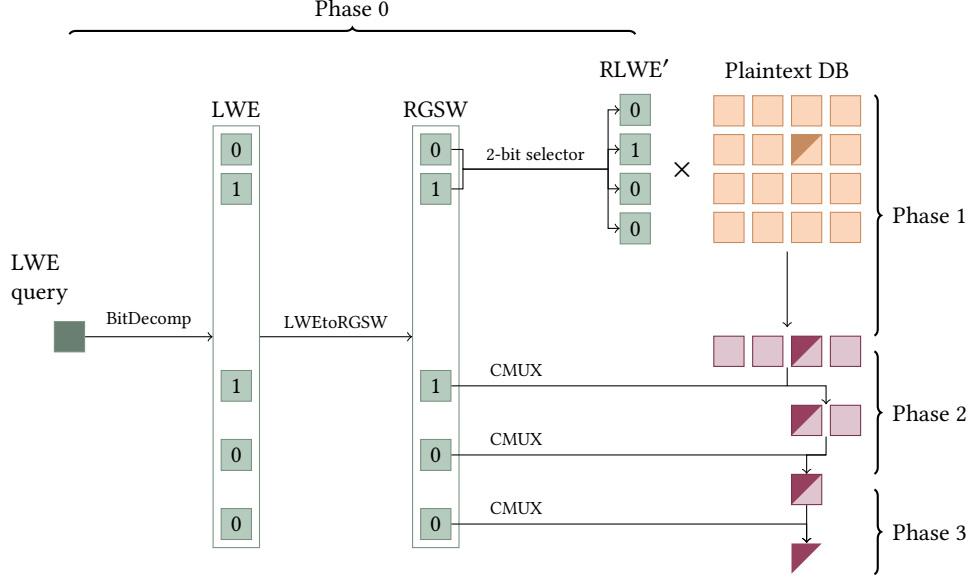 Phase 0
RLWE′
Plaintext DB
LWE
RGSW
0
0
0
0
2-bit selector
1
×
1
1
0
0
Phase 1
LWE
query
BitDecomp
LWEtoRGSW
1
1
CMUX
Phase 2
0
0
CMUX
0
0
CMUX
Phase 3